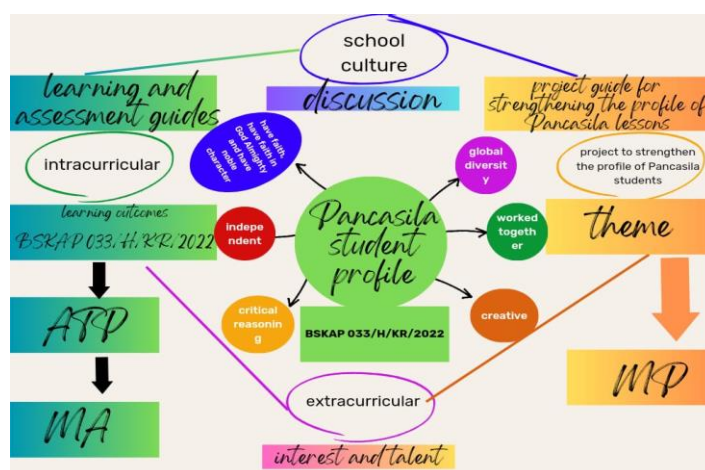 school
culture
discussion
learning and
assessment guides
project guide for
strengthening the profile of
Pancasila lessons
intracurricular
have faith,
have faith in
God Almighty
and have
noble
character
global
diversit
y
project to strengthen
the profile of Pancasila
students
learning outcomes
BSKAP 033/H/KR/2022
indepe
ndent
Pancasila
student
profile
worked
togeth
er
theme
critical
reasonin
g
BSKAP 033/H/KR/2022
creative
ATP
MA
MP
extracurricular
interest and talent